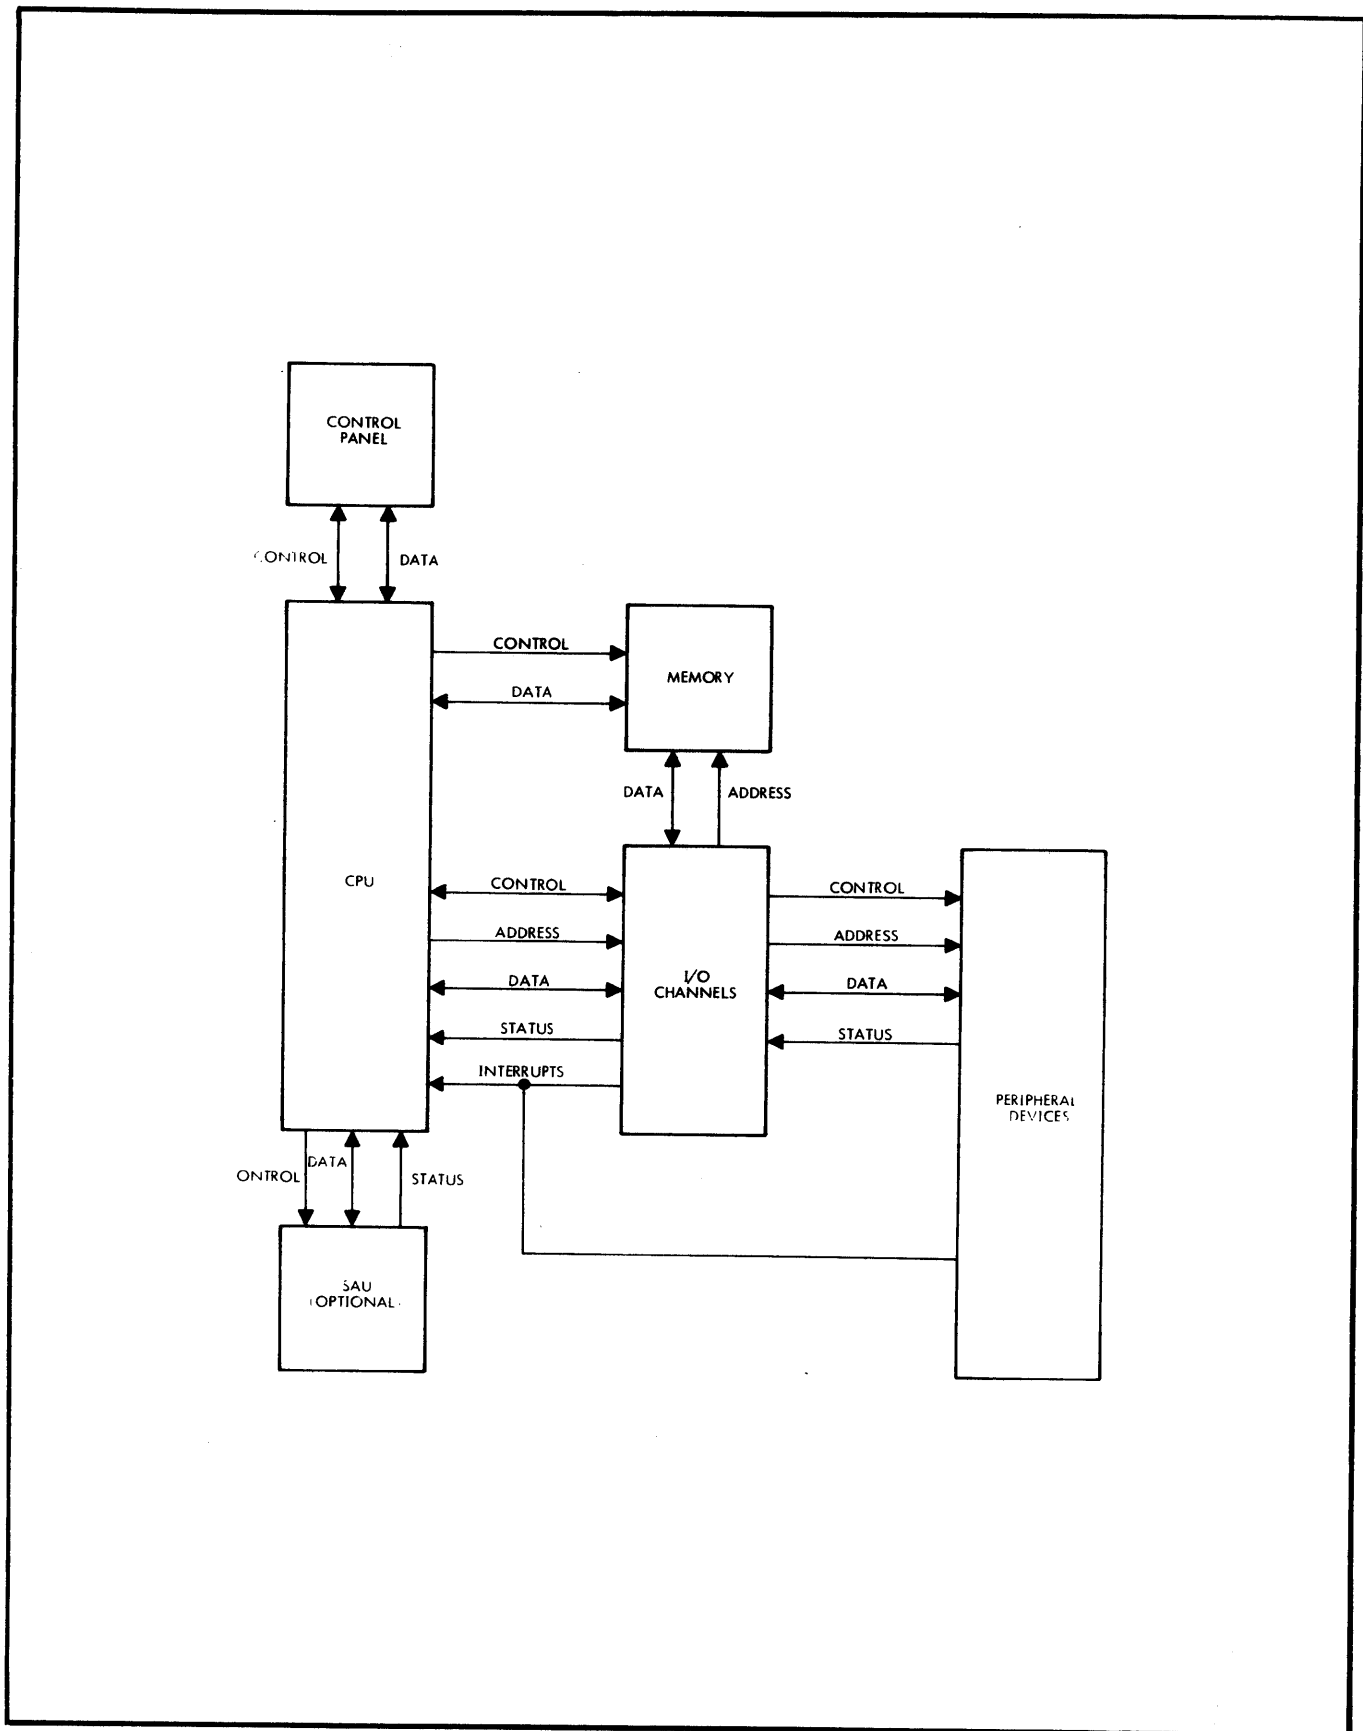 CONTROL
PANEL
CONTROL
DATA
CONTROL
DATA
MEMORY
DATA
ADDRESS
CPU
CONTROL
ADDRESS
DATA
STATUS
INTERRUPTS
I/O
CHANNELS
CONTROL
ADDRESS
DATA
STATUS
PERIPHERAL
DEVICES
ONTROL
DATA
STATUS
SAU
(OPTIONAL)